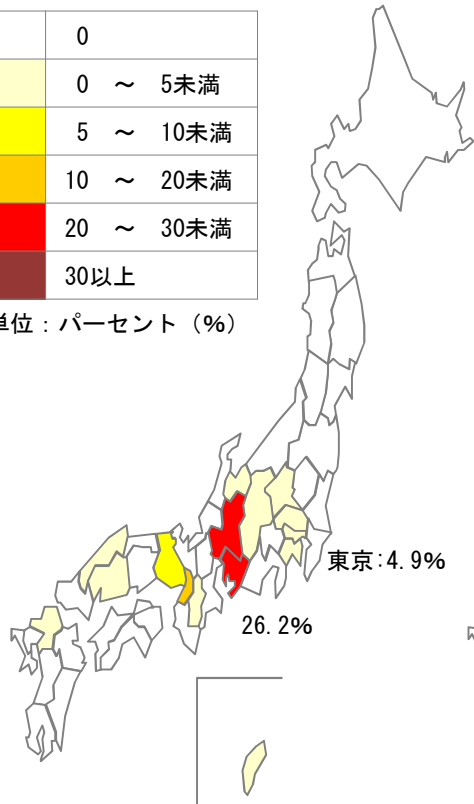 0
0 ～ 5未満
5 ～ 10未満
10 ～ 20未満
20 ～ 30未満
30以上
単位：パーセント（%）
東京:4.9%
26.2%